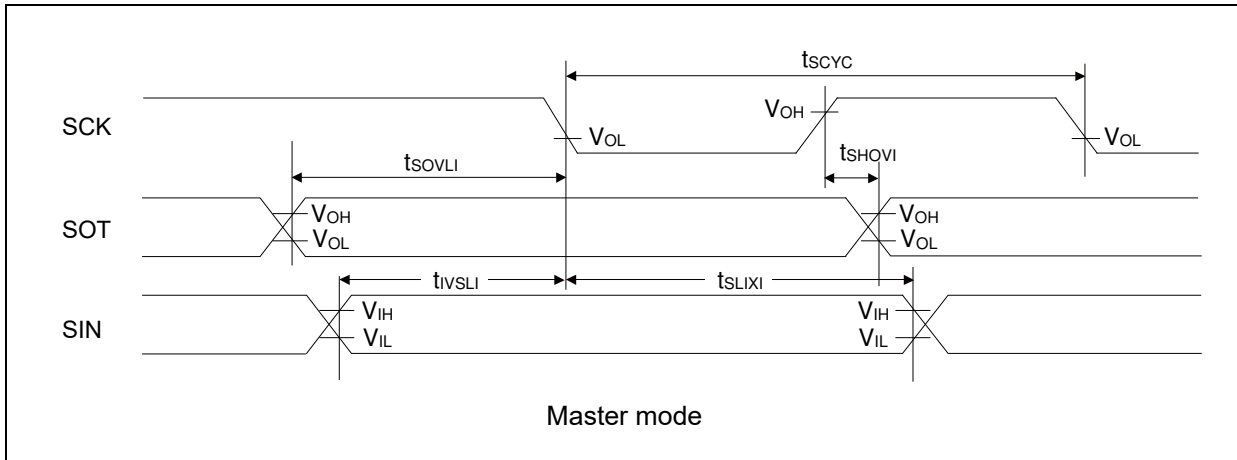 tSCYC
SCK
VOH
VOL
VOL
tSHOVI
tSOVLI
SOT
VOH
VOL
VOH
VOL
tIVSLI
tSLIXI
SIN
VIH
VIL
VIH
VIL
Master mode